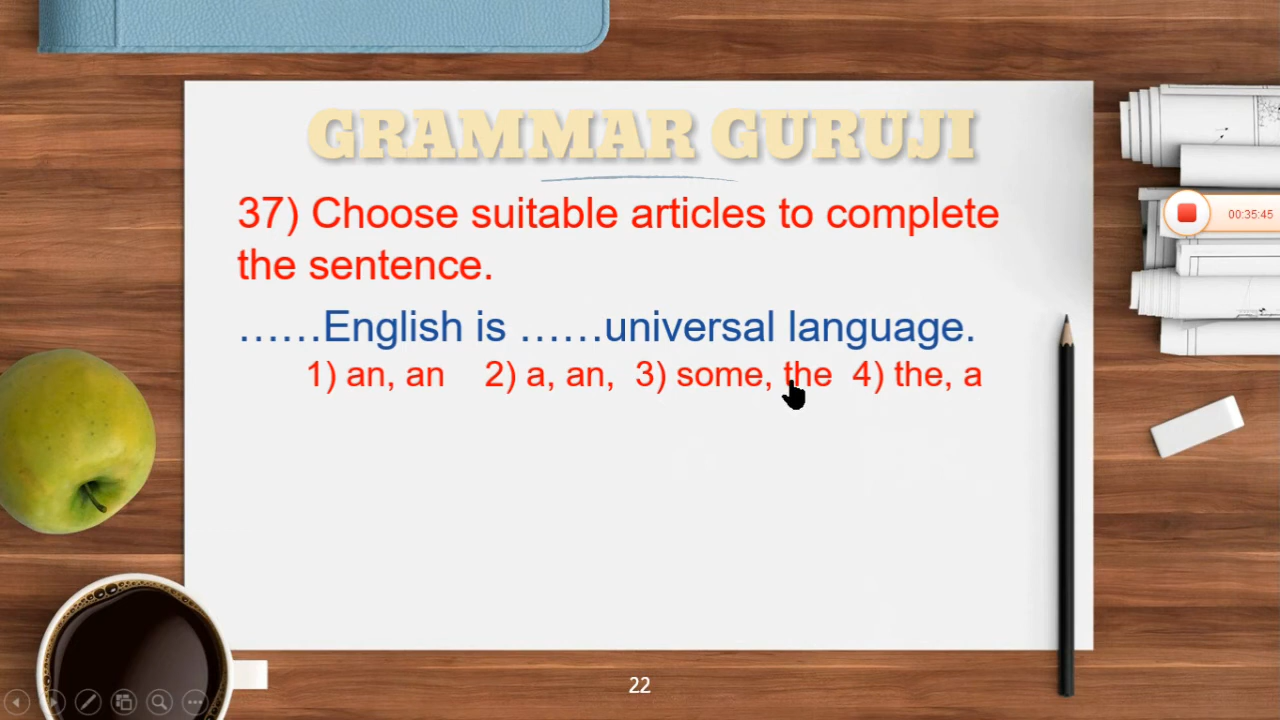 GRAMMAR GURUJI
37) Choose suitable articles to complete
the sentence.
......English is ......universal language.
1) an, an 2) a, an, 3) some, the 4) the, a
00:35:45
22